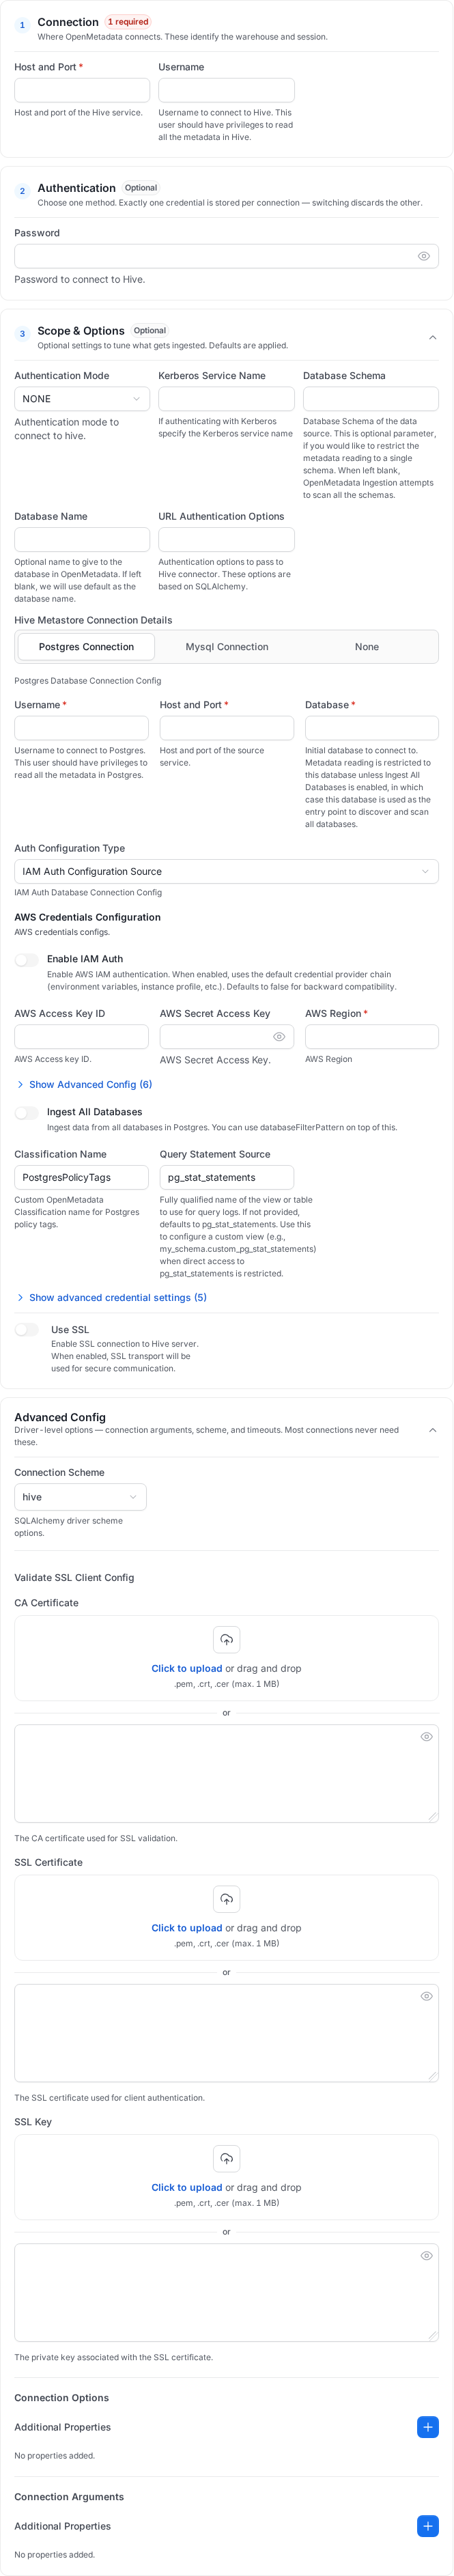 1 Connection 1 required
Where OpenMetadata connects. These identify the warehouse and session.
Host and Port * Username
Host and port of the Hive service. Username to connect to Hive. This
user should have privileges to read
all the metadata in Hive.
2 Authentication Optional
Choose one method. Exactly one credential is stored per connection — switching discards the other.
Password
Password to connect to Hive.
3 Scope & Options Optional
Optional settings to tune what gets ingested. Defaults are applied.
Authentication Mode Kerberos Service Name Database Schema
NONE
Authentication mode to
connect to hive.
If authenticating with Kerberos
specify the Kerberos service name
Database Schema of the data
source. This is optional parameter,
if you would like to restrict the
metadata reading to a single
schema. When left blank,
OpenMetadata Ingestion attempts
to scan all the schemas.
Database Name URL Authentication Options
Optional name to give to the
database in OpenMetadata. If left
blank, we will use default as the
database name.
Authentication options to pass to
Hive connector. These options are
based on SQLAlchemy.
Hive Metastore Connection Details
Postgres Connection Mysql Connection None
Postgres Database Connection Config
Username * Host and Port * Database *
Username to connect to Postgres.
This user should have privileges to
read all the metadata in Postgres.
Host and port of the source
service.
Initial database to connect to.
Metadata reading is restricted to
this database unless Ingest All
Databases is enabled, in which
case this database is used as the
entry point to discover and scan
all databases.
Auth Configuration Type
IAM Auth Configuration Source
IAM Auth Database Connection Config
AWS Credentials Configuration
AWS credentials configs.
Enable IAM Auth
Enable AWS IAM authentication. When enabled, uses the default credential provider chain
(environment variables, instance profile, etc.). Defaults to false for backward compatibility.
AWS Access Key ID AWS Secret Access Key AWS Region *
AWS Access key ID. AWS Secret Access Key. AWS Region
Show Advanced Config (6)
Ingest All Databases
Ingest data from all databases in Postgres. You can use databaseFilterPattern on top of this.
Classification Name Query Statement Source
PostgresPolicyTags pg_stat_statements
Custom OpenMetadata
Classification name for Postgres
policy tags.
Fully qualified name of the view or table
to use for query logs. If not provided,
defaults to pg_stat_statements. Use this
to configure a custom view (e.g.,
my_schema.custom_pg_stat_statements)
when direct access to
pg_stat_statements is restricted.
Show advanced credential settings (5)
Use SSL
Enable SSL connection to Hive server.
When enabled, SSL transport will be
used for secure communication.
Advanced Config
Driver-level options — connection arguments, scheme, and timeouts. Most connections never need
these.
Connection Scheme
hive
SQLAlchemy driver scheme
options.
Validate SSL Client Config
CA Certificate
Click to upload or drag and drop
.pem, .crt, .cer (max. 1 MB)
or
The CA certificate used for SSL validation.
SSL Certificate
Click to upload or drag and drop
.pem, .crt, .cer (max. 1 MB)
or
The SSL certificate used for client authentication.
SSL Key
Click to upload or drag and drop
.pem, .crt, .cer (max. 1 MB)
or
The private key associated with the SSL certificate.
Connection Options
Additional Properties
No properties added.
Connection Arguments
Additional Properties
No properties added.